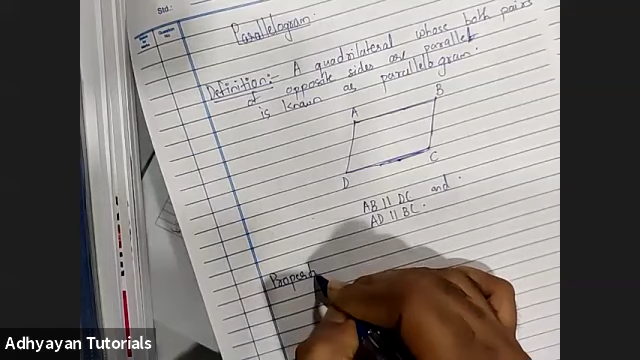 Std.:
Parallelogram.
Definition:- A quadrilateral whose both pairs
of opposite sides are parallel
is known as parallelogram.
A
B
D
C
AB || DC and
AD || BC.
Adhyayan Tutorials